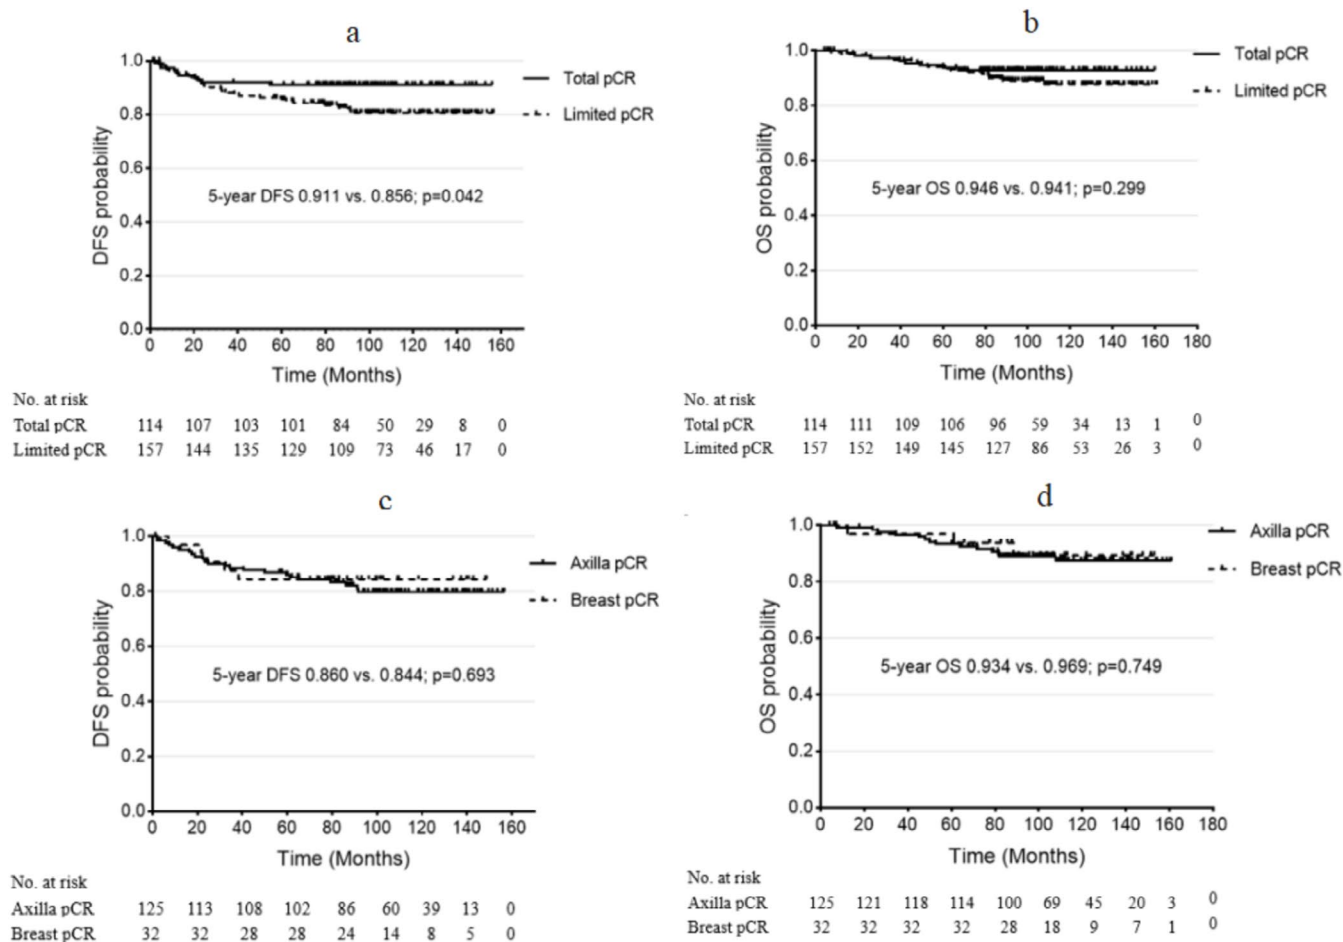 a
1.0
0.8
0.6
0.4
0.2
0.0
DFS probability
Total pCR
Limited pCR
5-year DFS 0.911 vs. 0.856; p=0.042
0 20 40 60 80 100 120 140 160
Time (Months)
No. at risk
Total pCR 114 107 103 101 84 50 29 8 0
Limited pCR 157 144 135 129 109 73 46 17 0
b
1.0
0.8
0.6
0.4
0.2
0.0
OS probability
Total pCR
Limited pCR
5-year OS 0.946 vs. 0.941; p=0.299
0 20 40 60 80 100 120 140 160 180
Time (Months)
No. at risk
Total pCR 114 111 109 106 96 59 34 13 1 0
Limited pCR 157 152 149 145 127 86 53 26 3 0
c
1.0
0.8
0.6
0.4
0.2
0.0
DFS probability
Axilla pCR
Breast pCR
5-year DFS 0.860 vs. 0.844; p=0.693
0 20 40 60 80 100 120 140 160
Time (Months)
No. at risk
Axilla pCR 125 113 108 102 86 60 39 13 0
Breast pCR 32 32 28 28 24 14 8 5 0
d
1.0
0.8
0.6
0.4
0.2
0.0
OS probability
Axilla pCR
Breast pCR
5-year OS 0.934 vs. 0.969; p=0.749
0 20 40 60 80 100 120 140 160 180
Time (Months)
No. at risk
Axilla pCR 125 121 118 114 100 69 45 20 3 0
Breast pCR 32 32 32 32 28 18 9 7 1 0